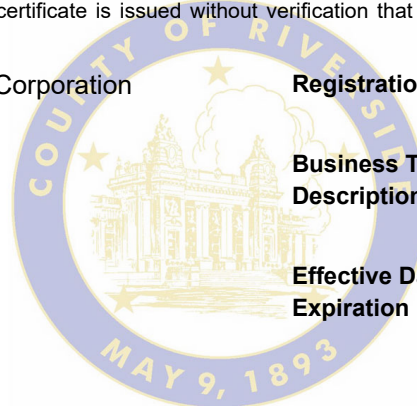 certificate is issued without verification that
COUNTY OF RIVERSIDE
Corporation
Registratio
Business T
Description
Effective D
Expiration
MAY 9, 1893